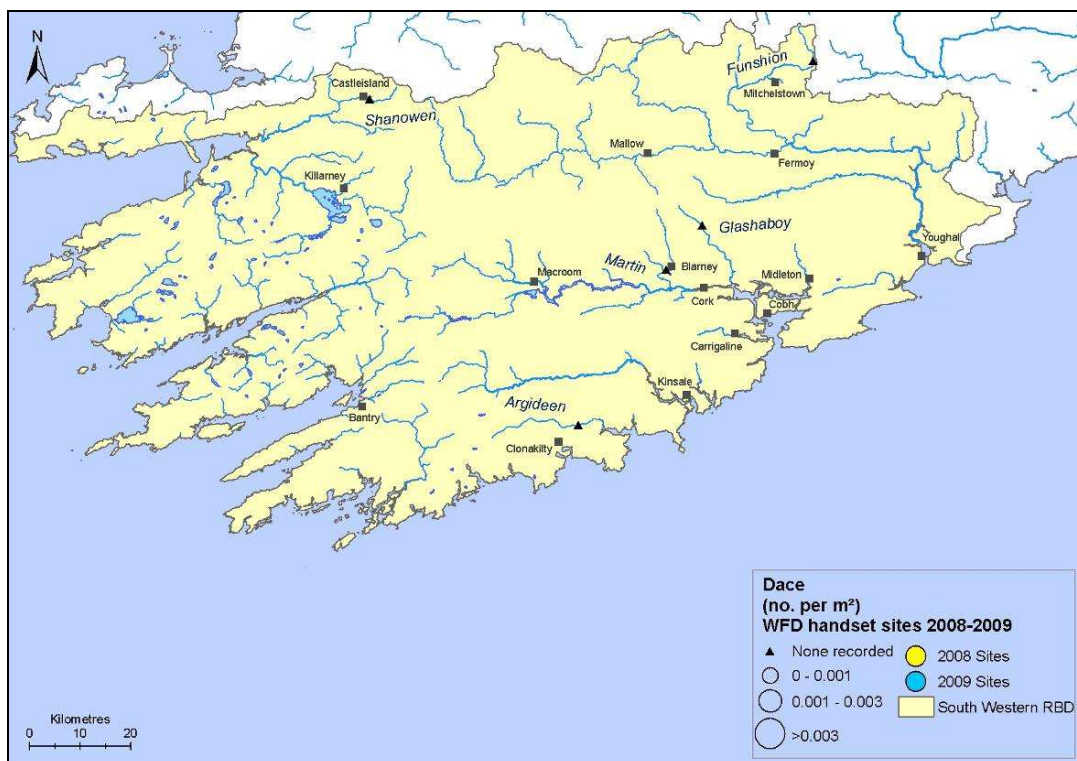 N
Funshion
Castleisland
Mitchelstown
Shanowen
Mallow
Fermoy
Killarney
Glashaboy
Youghal
Martin
Blarney
Macroom
Midleton
Cork
Cobh
Carrigaline
Kinsale
Argideen
Bantry
Clonakilty
Dace
(no. per m²)
WFD handset sites 2008-2009
None recorded
2008 Sites
0 - 0.001
2009 Sites
0.001 - 0.003
South Western RBD
>0.003
Kilometres
0 10 20